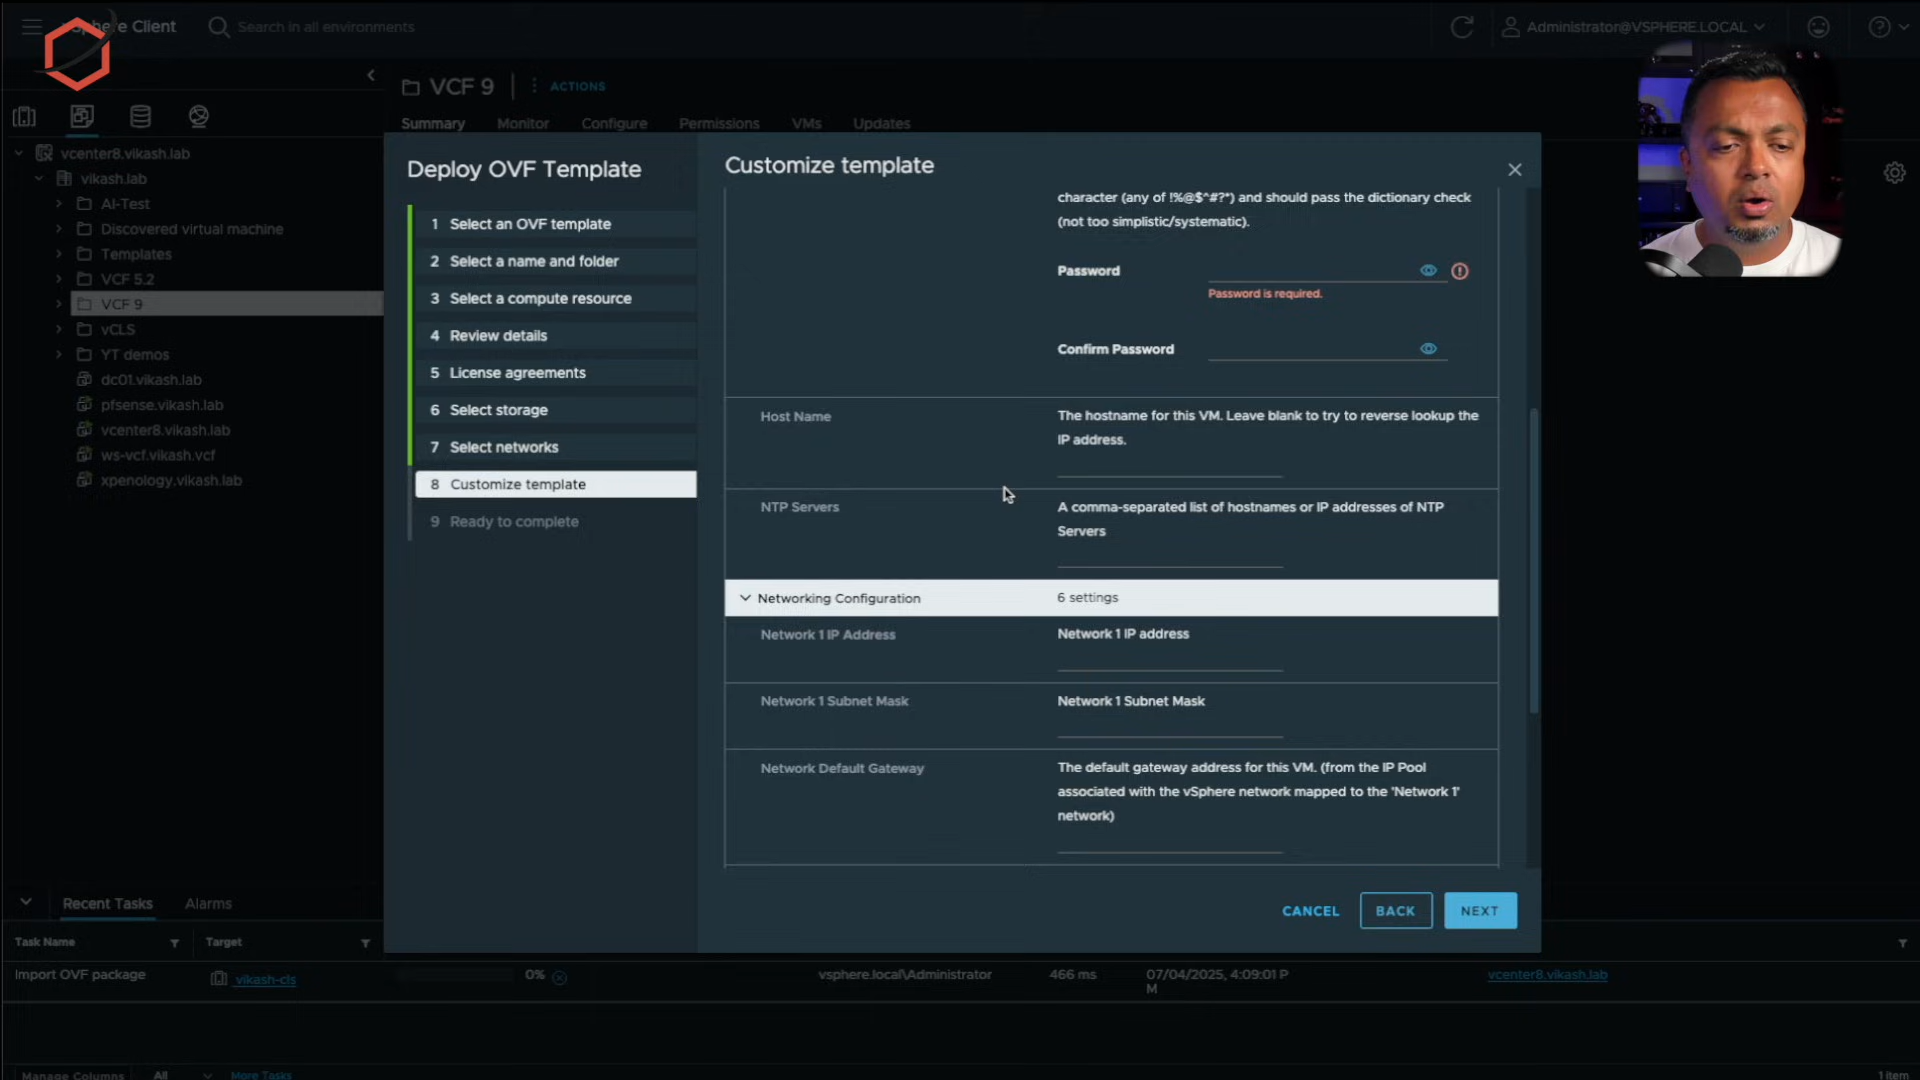 vSphere Client
Search in all environments
Administrator@VSPHERE.LOCAL
VCF 9
ACTIONS
Summary
Monitor
Configure
Permissions
VMs
Updates
vcenter8.vikash.lab
vikash.lab
AI-Test
Discovered virtual machine
Templates
VCF 5.2
VCF 9
vCLS
YT demos
dc01.vikash.lab
pfsense.vikash.lab
vcenter8.vikash.lab
ws-vcf.vikash.vcf
xpenology.vikash.lab
Deploy OVF Template
1 Select an OVF template
2 Select a name and folder
3 Select a compute resource
4 Review details
5 License agreements
6 Select storage
7 Select networks
8 Customize template
9 Ready to complete
Customize template
character (any of !%@$^#?*) and should pass the dictionary check
(not too simplistic/systematic).
Password
Password is required.
Confirm Password
Host Name
The hostname for this VM. Leave blank to try to reverse lookup the
IP address.
NTP Servers
A comma-separated list of hostnames or IP addresses of NTP
Servers
Networking Configuration
6 settings
Network 1 IP Address
Network 1 IP address
Network 1 Subnet Mask
Network 1 Subnet Mask
Network Default Gateway
The default gateway address for this VM. (from the IP Pool
associated with the vSphere network mapped to the 'Network 1'
network)
CANCEL
BACK
NEXT
Recent Tasks
Alarms
Task Name
Target
Import OVF package
vikash-cls
0%
vsphere.local\Administrator
466 ms
07/04/2025, 4:09:01 P
M
vcenter8.vikash.lab
Manage Columns
All
More Tasks
1 item